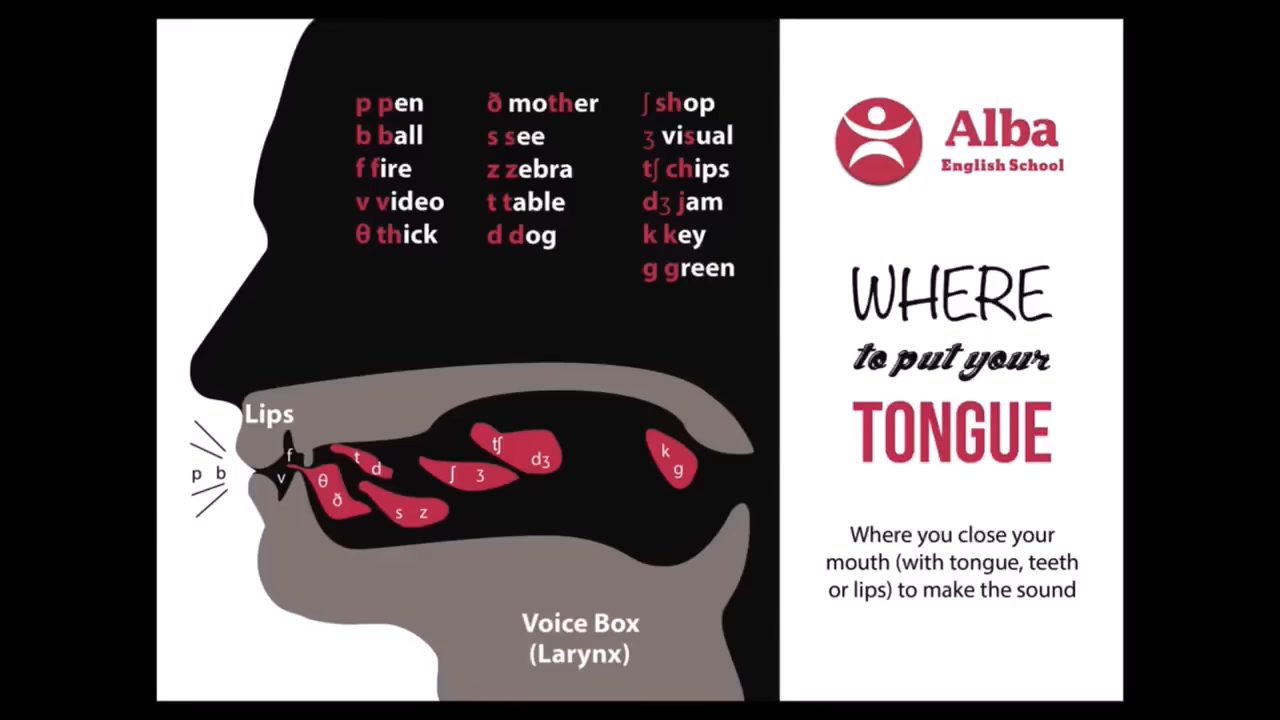 p pen
b ball
f fire
v video
θ thick
ð mother
s see
z zebra
t table
d dog
ʃ shop
ʒ visual
tʃ chips
dʒ jam
k key
g green
Lips
p b
f
v
θ
ð
t
d
s z
ʃ ʒ
tʃ
dʒ
k
g
Voice Box
(Larynx)
Alba
English School
WHERE
to put your
TONGUE
Where you close your
mouth (with tongue, teeth
or lips) to make the sound